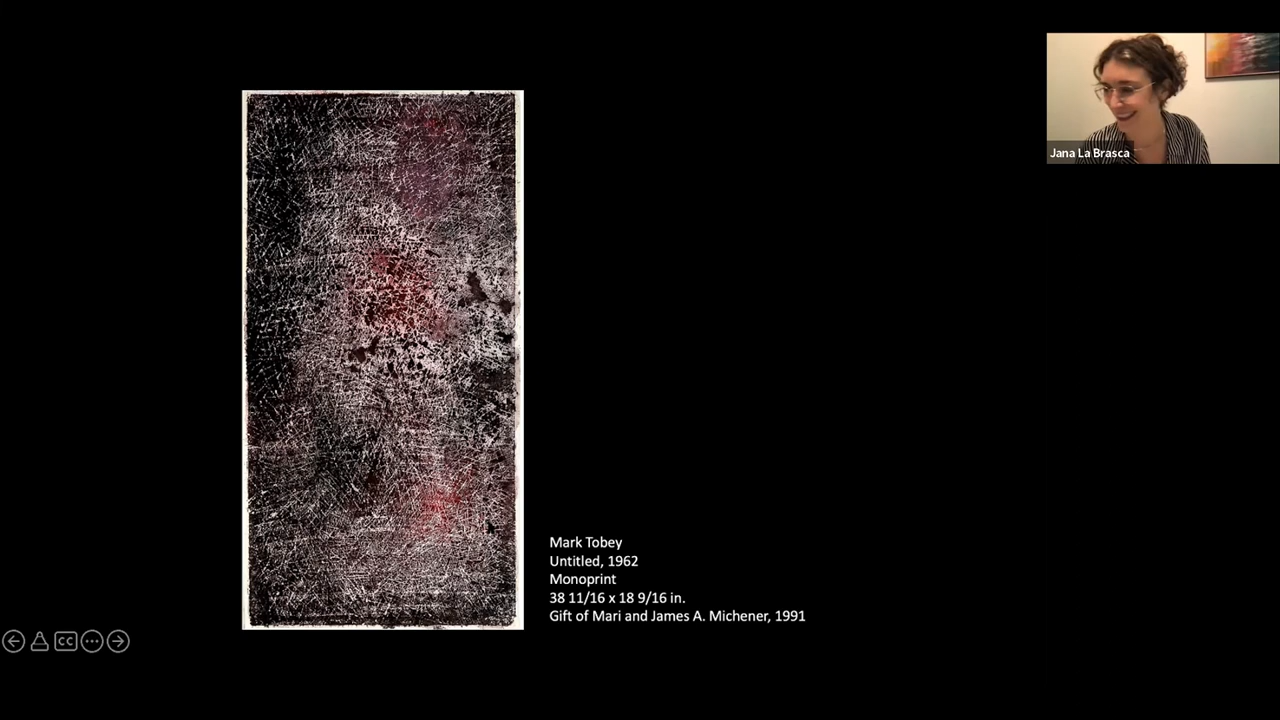 Jana La Brasca
Mark Tobey
Untitled, 1962
Monoprint
38 11/16 x 18 9/16 in.
Gift of Mari and James A. Michener, 1991
CC